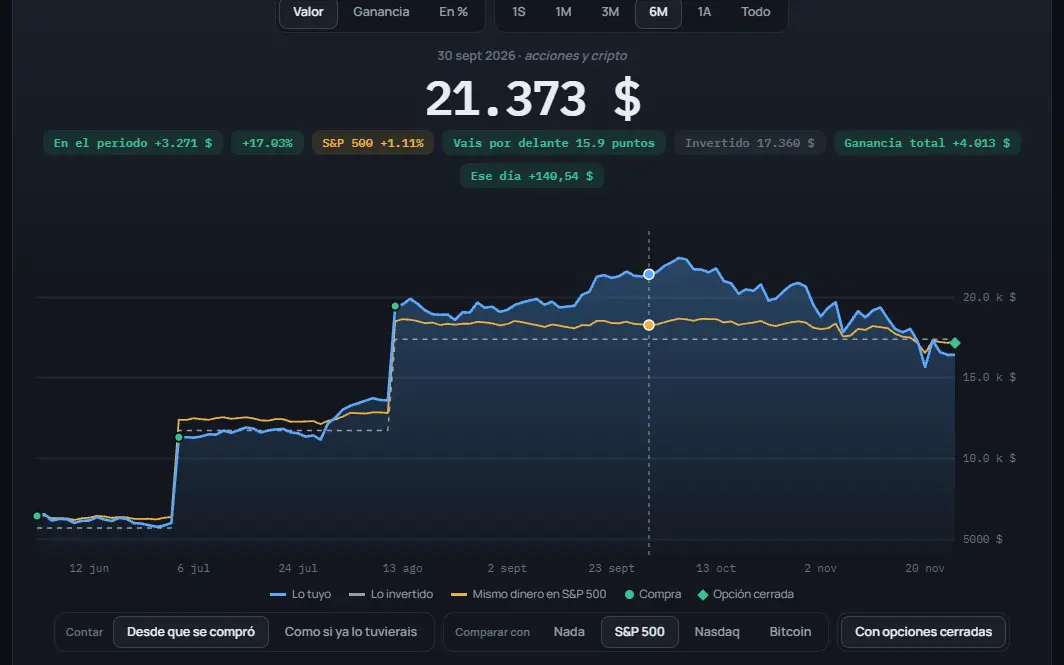 Valor Ganancia En % 1S 1M 3M 6M 1A Todo
30 sept 2026 · acciones y cripto
21.373 $
En el periodo +3.271 $ +17.03% S&P 500 +1.11% Vais por delante 15.9 puntos Invertido 17.360 $ Ganancia total +4.013 $
Ese día +140,54 $
20.0 k $
15.0 k $
10.0 k $
5000 $
12 jun 6 jul 24 jul 13 ago 2 sept 23 sept 13 oct 2 nov 20 nov
Lo tuyo Lo invertido Mismo dinero en S&P 500 Compra Opción cerrada
Contar Desde que se compró Como si ya lo tuvierais Comparar con Nada S&P 500 Nasdaq Bitcoin Con opciones cerradas